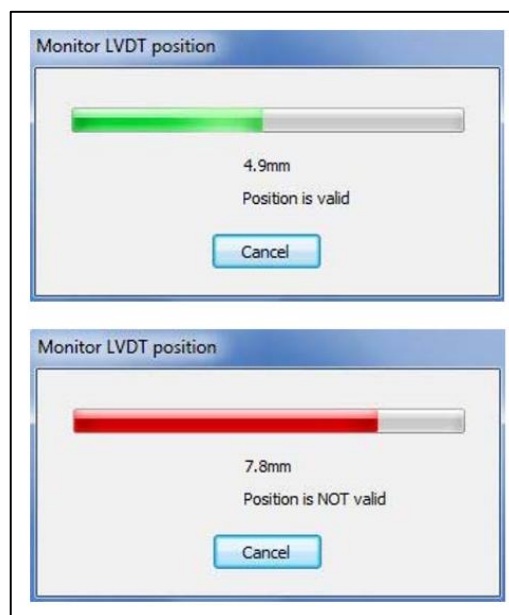 Monitor LVDT position
4.9mm
Position is valid
Cancel
Monitor LVDT position
7.8mm
Position is NOT valid
Cancel